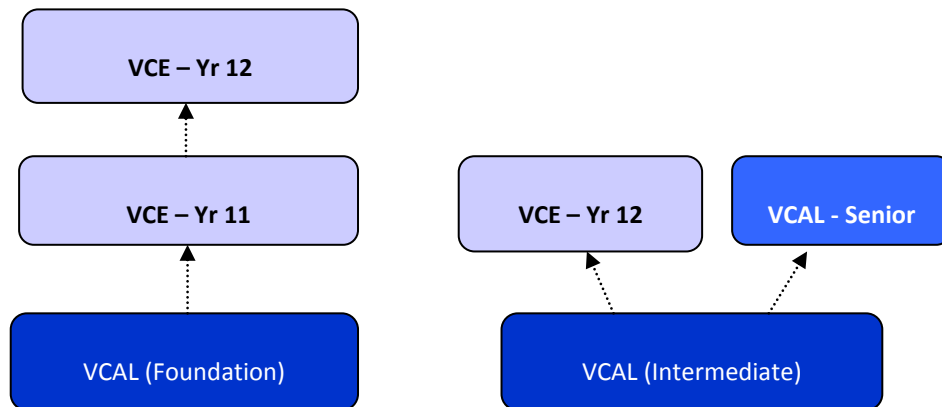 VCE – Yr 12
VCE – Yr 11
VCE – Yr 12
VCAL - Senior
VCAL (Foundation)
VCAL (Intermediate)